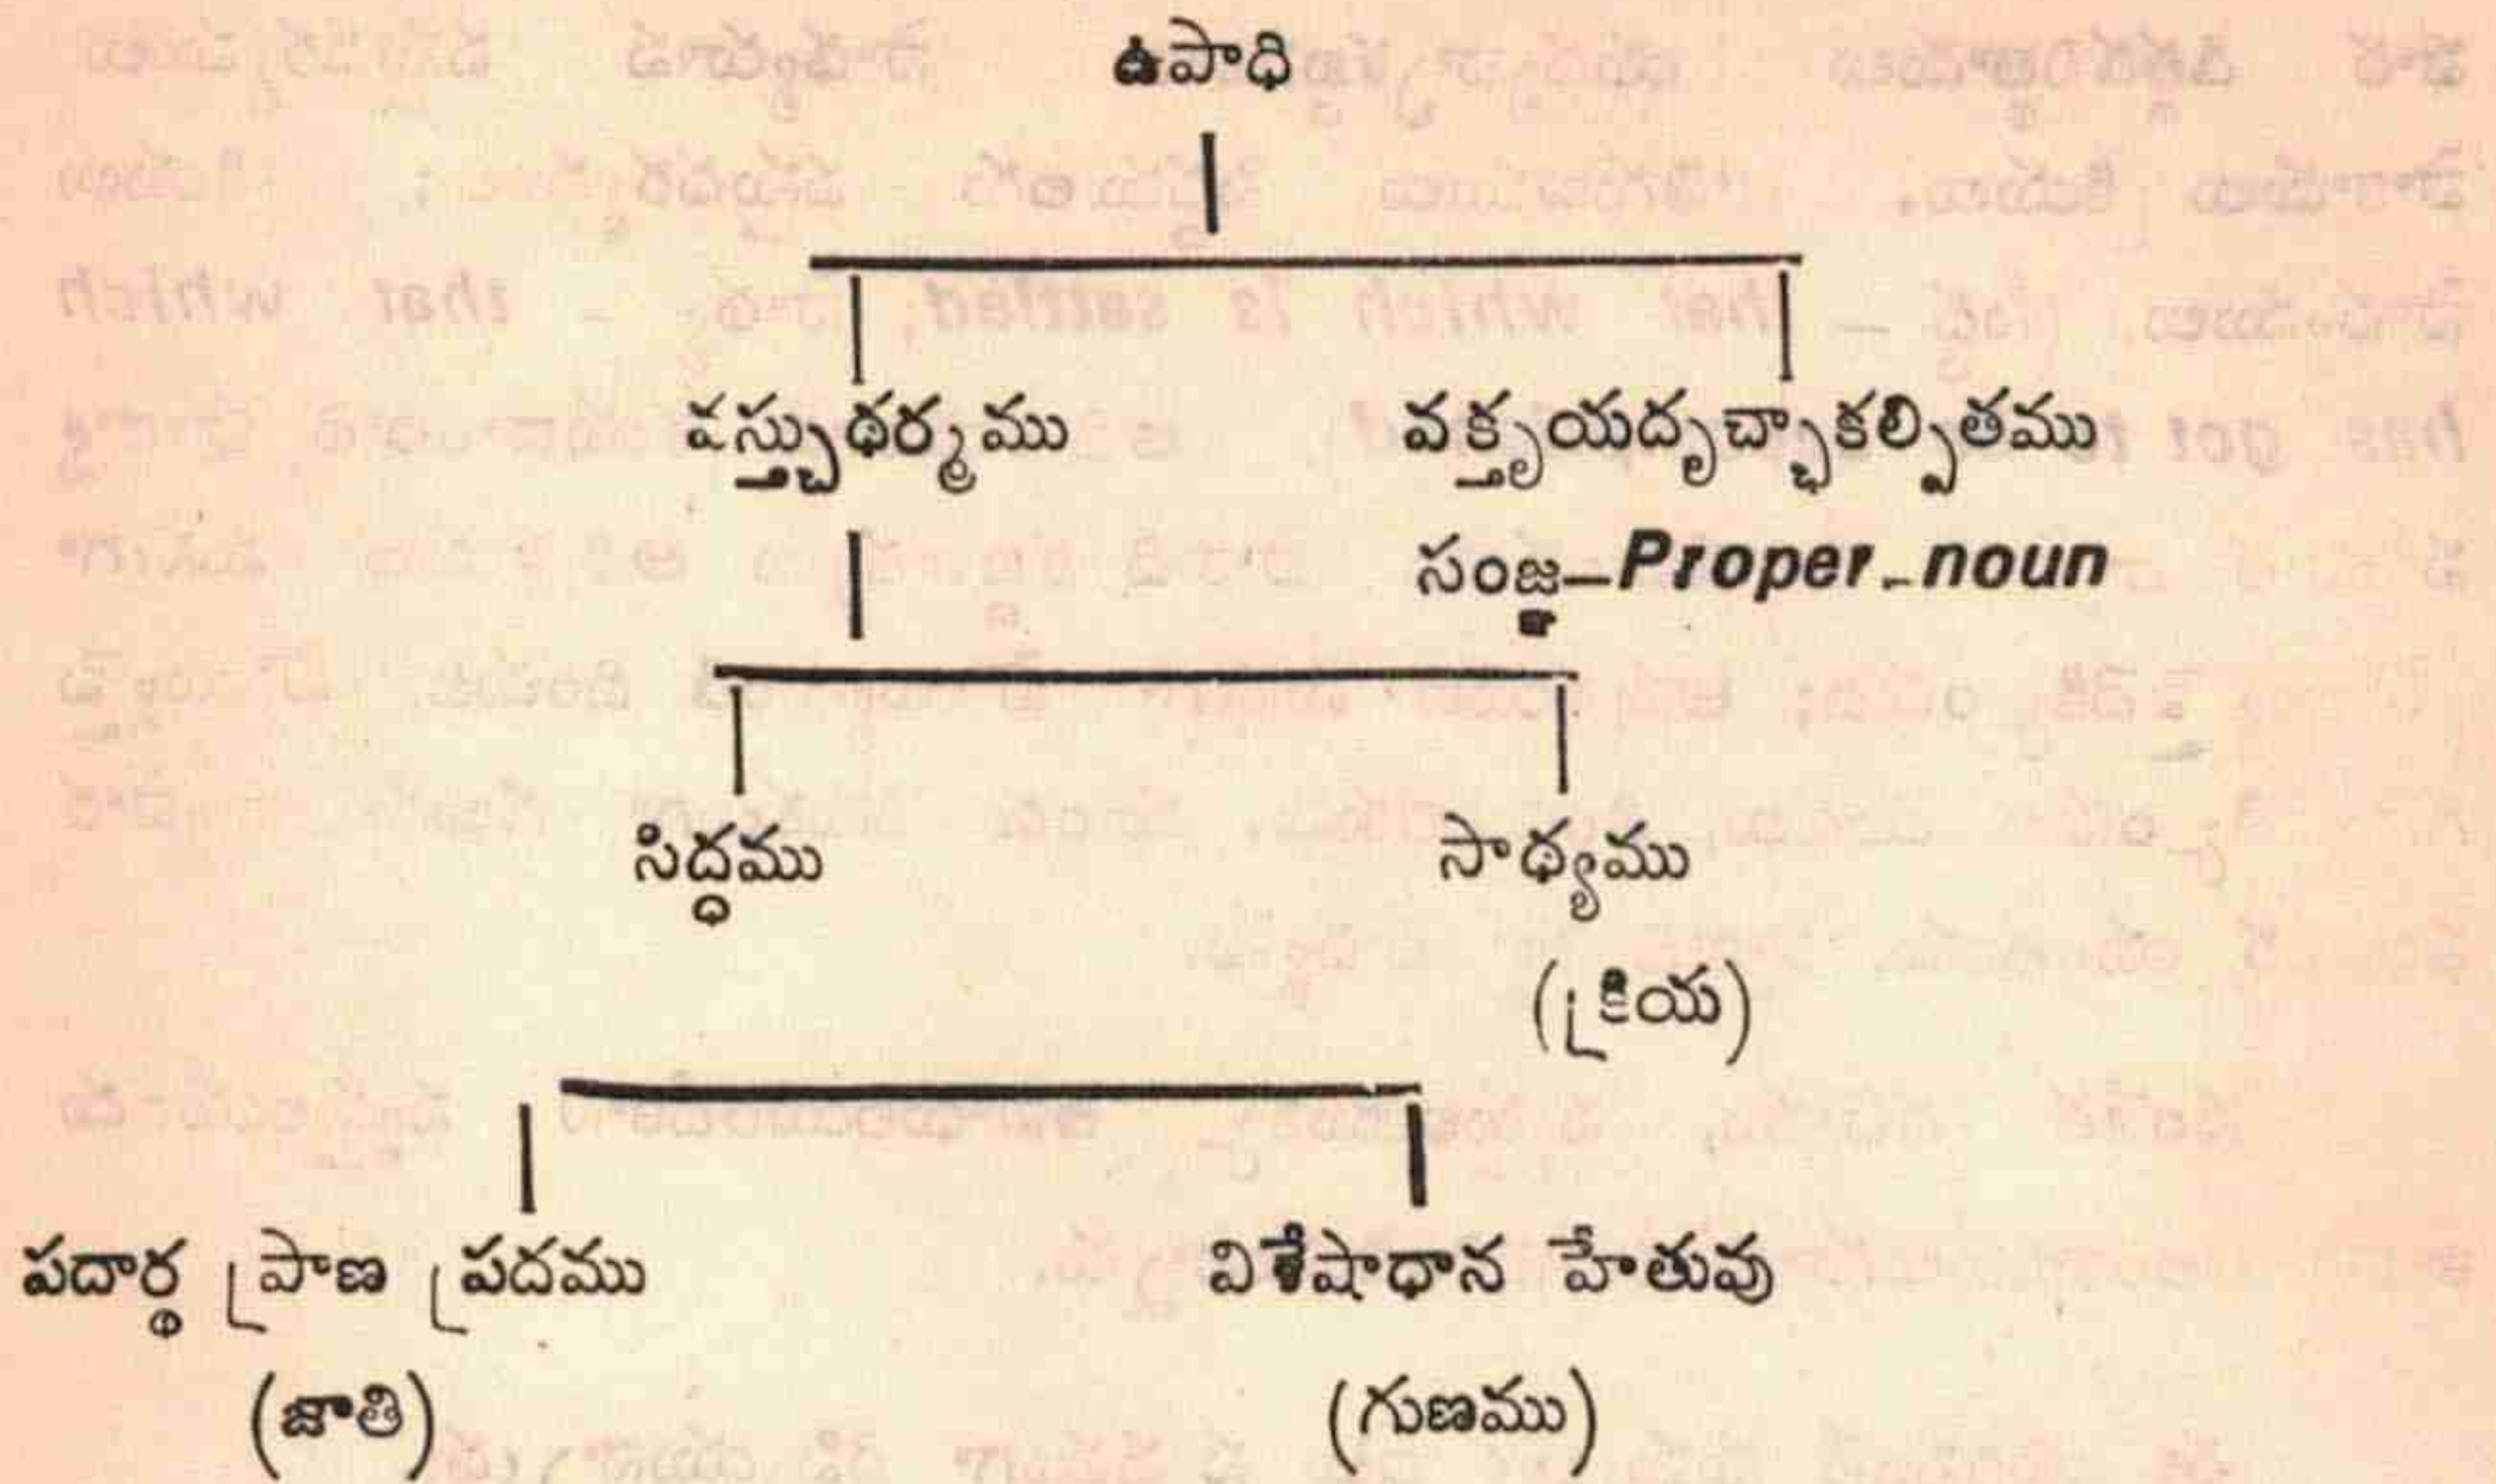 ఉపాధి
వస్తుధర్మము వక్తృయదృచ్ఛాకల్పితము
సంజ్ఞ—Proper-noun
సిద్ధము సాధ్యము
(క్రియ)
పదార్థ ప్రాణ ప్రదము విశేషాధాన హేతువు
(జాతి) (గుణము)